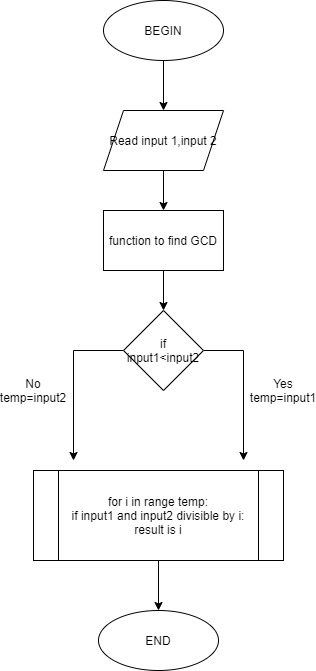 BEGIN
Read input 1,input 2
function to find GCD
if
input1<input2
No
temp=input2
Yes
temp=input1
for i in range temp:
if input1 and input2 divisible by i:
result is i
END